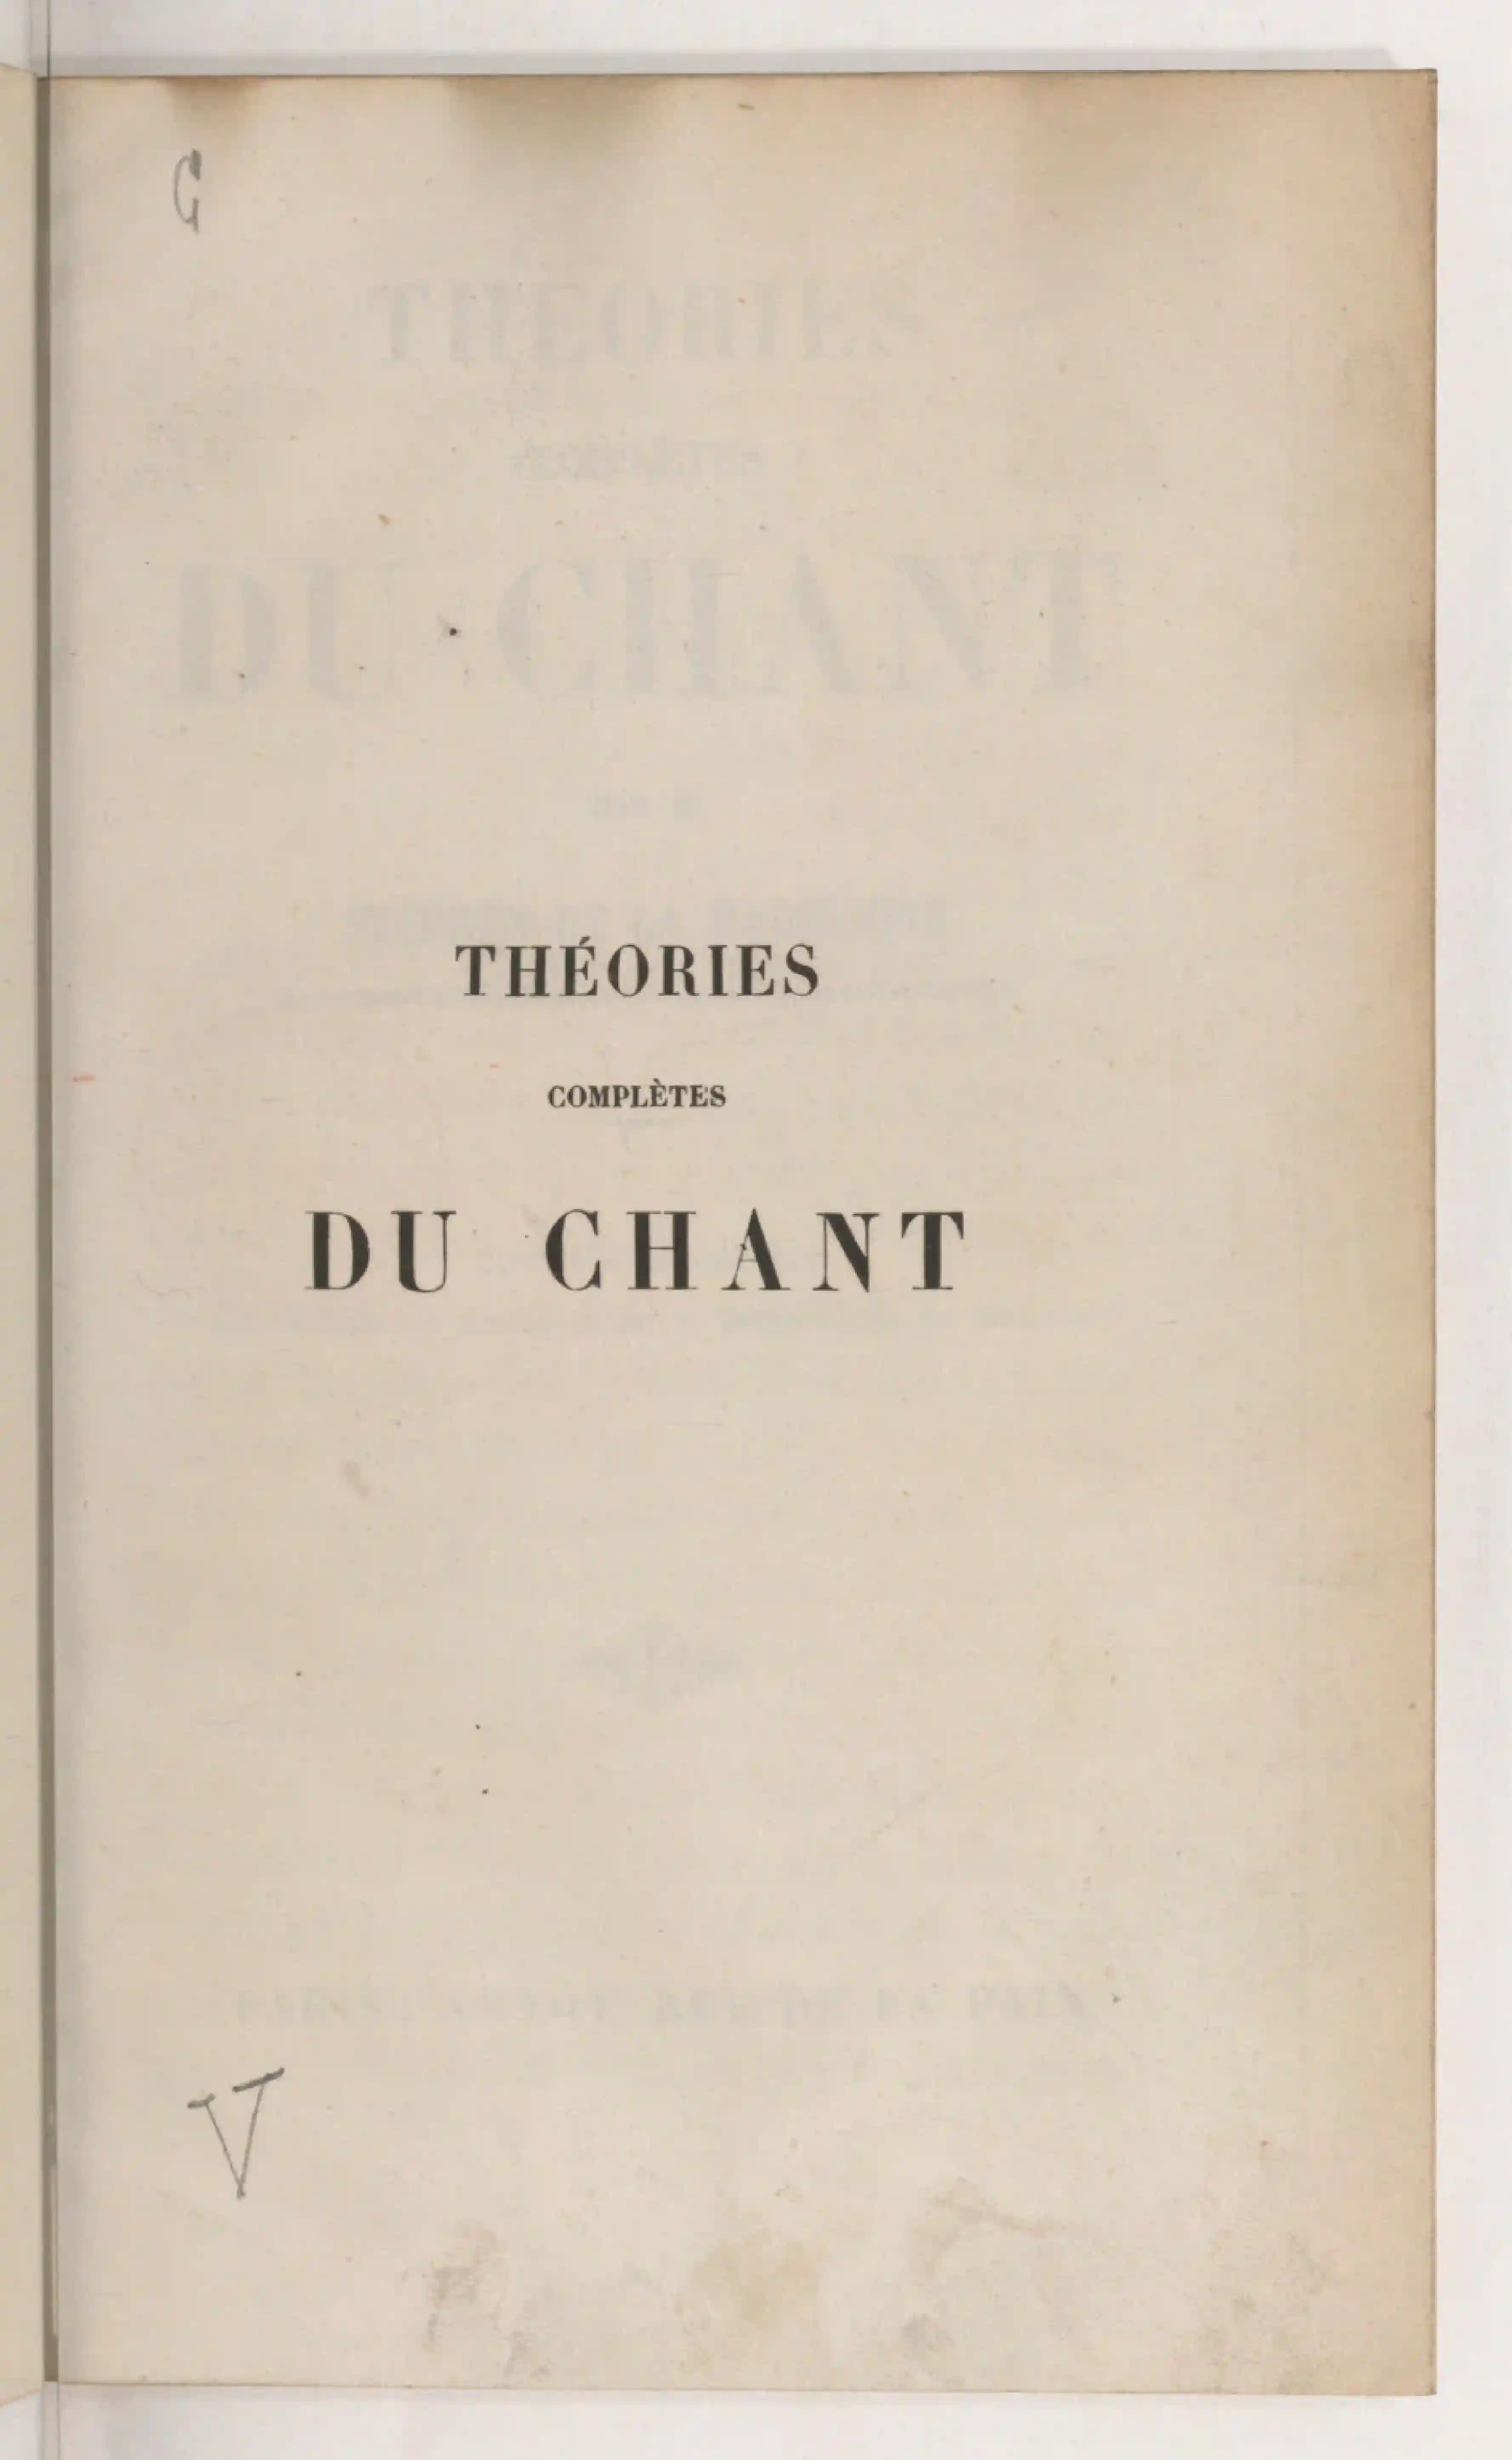 G
THÉORIES
COMPLÈTES
DU CHANT
V